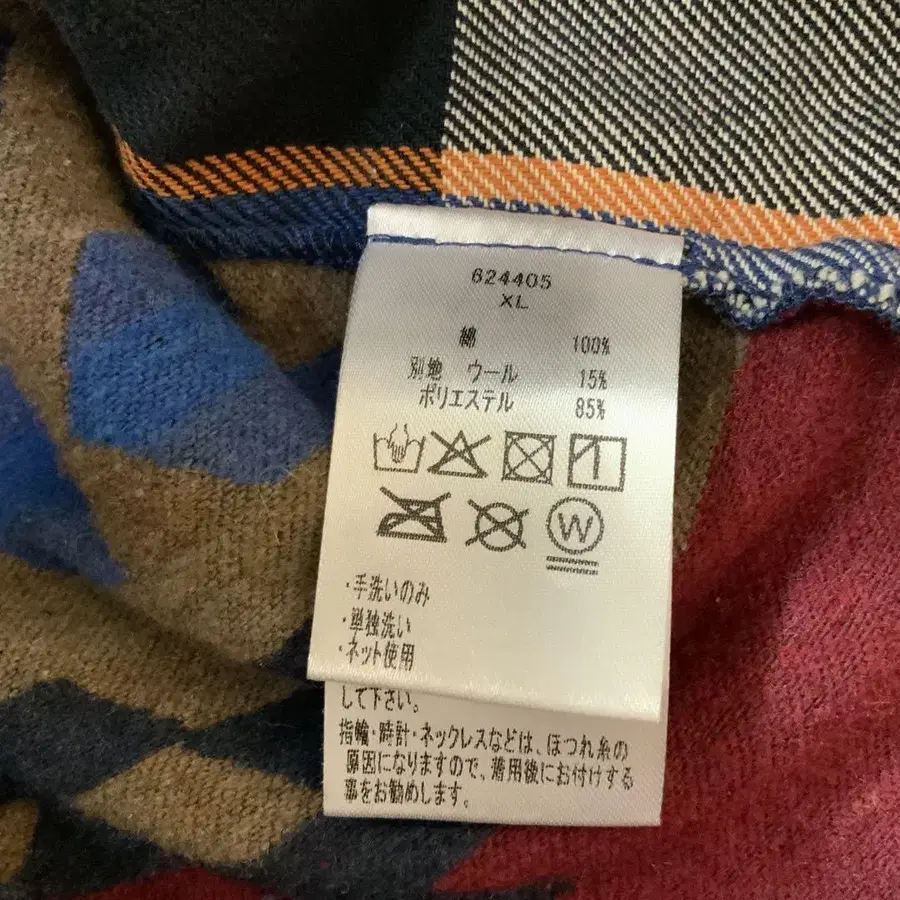 624405
XL
綿 100%
別地 ウール 15%
ポリエステル 85%
W
・手洗いのみ
・単独洗い
・ネット使用
して下さい。
指輪・時計・ネックレスなどは、ほつれ糸の
原因になりますので、着用後にお付けする
事をお勧めします。